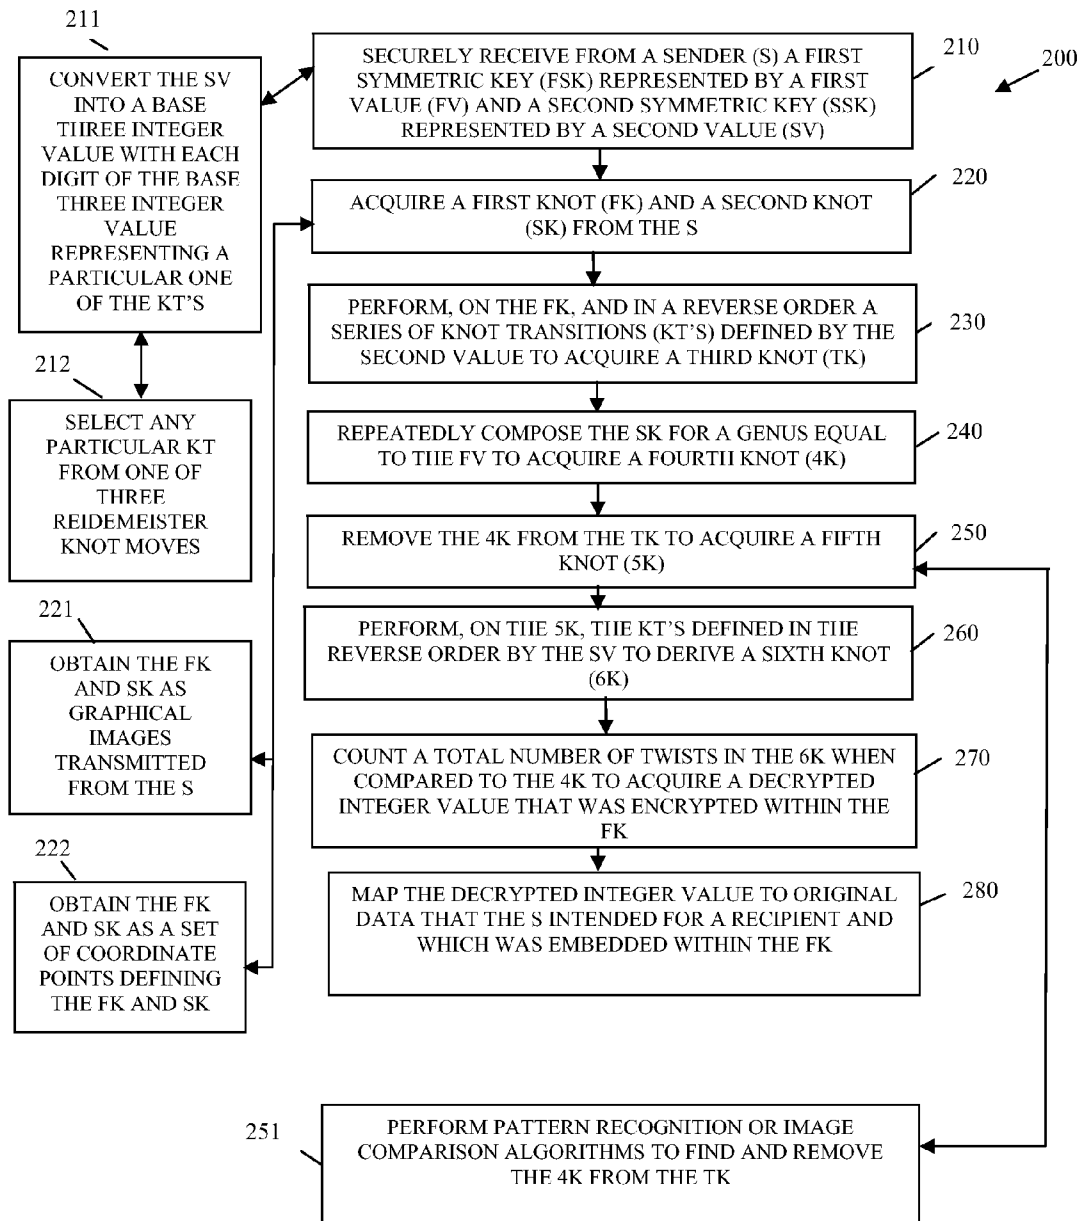 200
210
SECURELY RECEIVE FROM A SENDER (S) A FIRST
SYMMETRIC KEY (FSK) REPRESENTED BY A FIRST
VALUE (FV) AND A SECOND SYMMETRIC KEY (SSK)
REPRESENTED BY A SECOND VALUE (SV)
211
CONVERT THE SV
INTO A BASE
THREE INTEGER
VALUE WITH EACH
DIGIT OF THE BASE
THREE INTEGER
VALUE
REPRESENTING A
PARTICULAR ONE
OF THE KT'S
212
SELECT ANY
PARTICULAR KT
FROM ONE OF
THREE
REIDEMEISTER
KNOT MOVES
220
ACQUIRE A FIRST KNOT (FK) AND A SECOND KNOT
(SK) FROM THE S
221
OBTAIN THE FK
AND SK AS
GRAPHICAL
IMAGES
TRANSMITTED
FROM THE S
222
OBTAIN THE FK
AND SK AS A SET
OF COORDINATE
POINTS DEFINING
THE FK AND SK
230
PERFORM, ON THE FK, AND IN A REVERSE ORDER A
SERIES OF KNOT TRANSITIONS (KT'S) DEFINED BY THE
SECOND VALUE TO ACQUIRE A THIRD KNOT (TK)
240
REPEATEDLY COMPOSE THE SK FOR A GENUS EQUAL
TO THE FV TO ACQUIRE A FOURTH KNOT (4K)
250
REMOVE THE 4K FROM THE TK TO ACQUIRE A FIFTH
KNOT (5K)
260
PERFORM, ON THE 5K, THE KT'S DEFINED IN THE
REVERSE ORDER BY THE SV TO DERIVE A SIXTH KNOT
(6K)
270
COUNT A TOTAL NUMBER OF TWISTS IN THE 6K WHEN
COMPARED TO THE 4K TO ACQUIRE A DECRYPTED
INTEGER VALUE THAT WAS ENCRYPTED WITHIN THE
FK
280
MAP THE DECRYPTED INTEGER VALUE TO ORIGINAL
DATA THAT THE S INTENDED FOR A RECIPIENT AND
WHICH WAS EMBEDDED WITHIN THE FK
251
PERFORM PATTERN RECOGNITION OR IMAGE
COMPARISON ALGORITHMS TO FIND AND REMOVE
THE 4K FROM THE TK